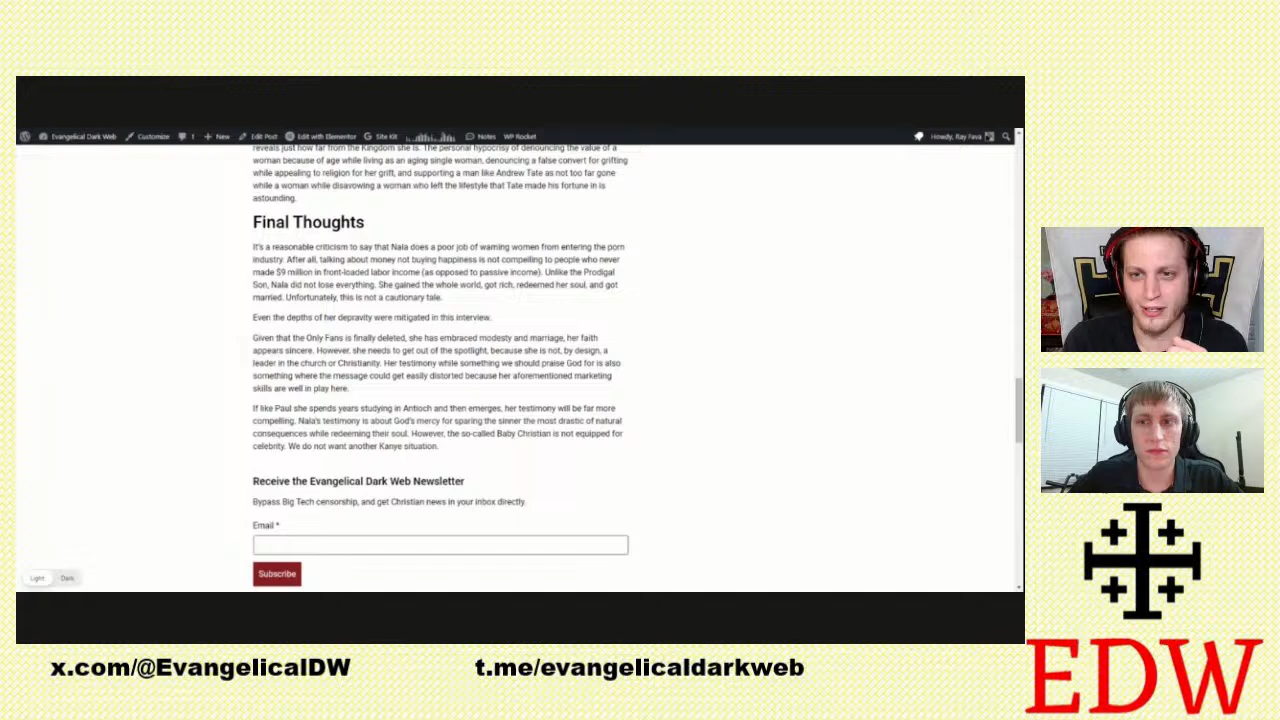 Evangelical Dark Web Customize 1 New Edit Post Edit with Elementor Site Kit Notes WP Rocket Howdy, Ray Fava
reveals just how far from the Kingdom she is. The personal hypocrisy of denouncing the value of a
woman because of age while living as an aging single woman, denouncing a false convert for grifting
while appealing to religion for her grift, and supporting a man like Andrew Tate as not too far gone
while a woman while disavowing a woman who left the lifestyle that Tate made his fortune in is
astounding.
Final Thoughts
It's a reasonable criticism to say that Nala does a poor job of warning women from entering the porn
industry. After all, talking about money not buying happiness is not compelling to people who never
made $9 million in front-loaded labor income (as opposed to passive income). Unlike the Prodigal
Son, Nala did not lose everything. She gained the whole world, got rich, redeemed her soul, and got
married. Unfortunately, this is not a cautionary tale.
Even the depths of her depravity were mitigated in this interview.
Given that the Only Fans is finally deleted, she has embraced modesty and marriage, her faith
appears sincere. However, she needs to get out of the spotlight, because she is not, by design, a
leader in the church or Christianity. Her testimony while something we should praise God for is also
something where the message could get easily distorted because her aforementioned marketing
skills are well in play here.
If like Paul she spends years studying in Antioch and then emerges, her testimony will be far more
compelling. Nala's testimony is about God's mercy for sparing the sinner the most drastic of natural
consequences while redeeming their soul. However, the so-called Baby Christian is not equipped for
celebrity. We do not want another Kanye situation.
Receive the Evangelical Dark Web Newsletter
Bypass Big Tech censorship, and get Christian news in your inbox directly.
Email *
Subscribe
Light Dark
EDW
x.com/@EvangelicalDW t.me/evangelicaldarkweb